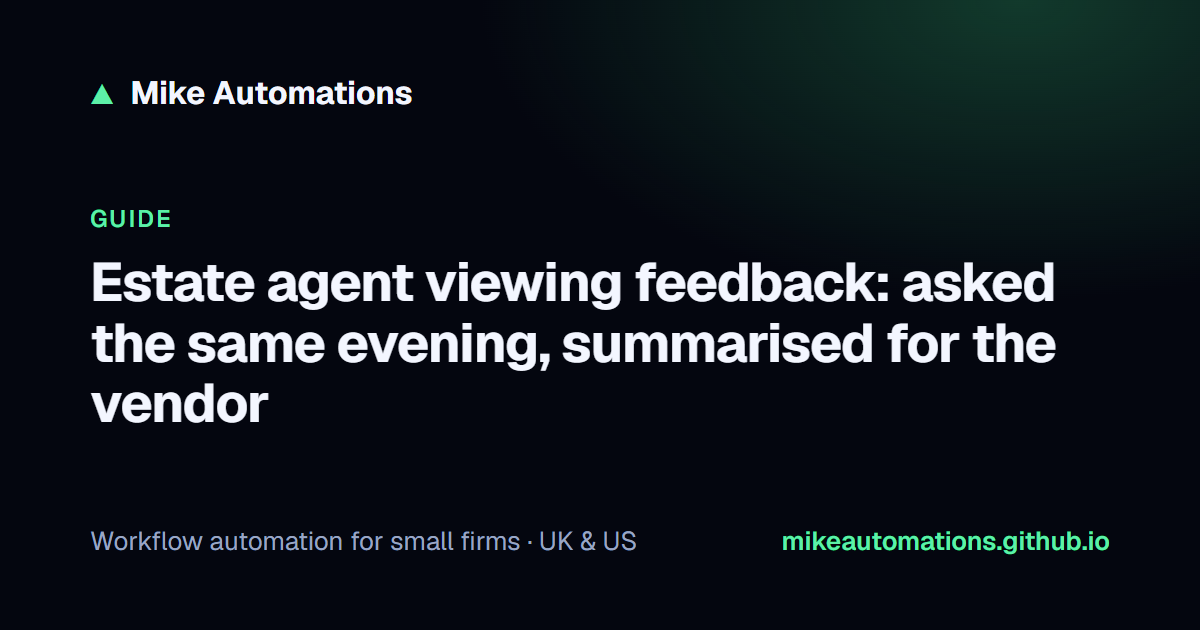 Mike Automations
GUIDE
Estate agent viewing feedback: asked
the same evening, summarised for the
vendor
Workflow automation for small firms · UK & US
mikeautomations.github.io